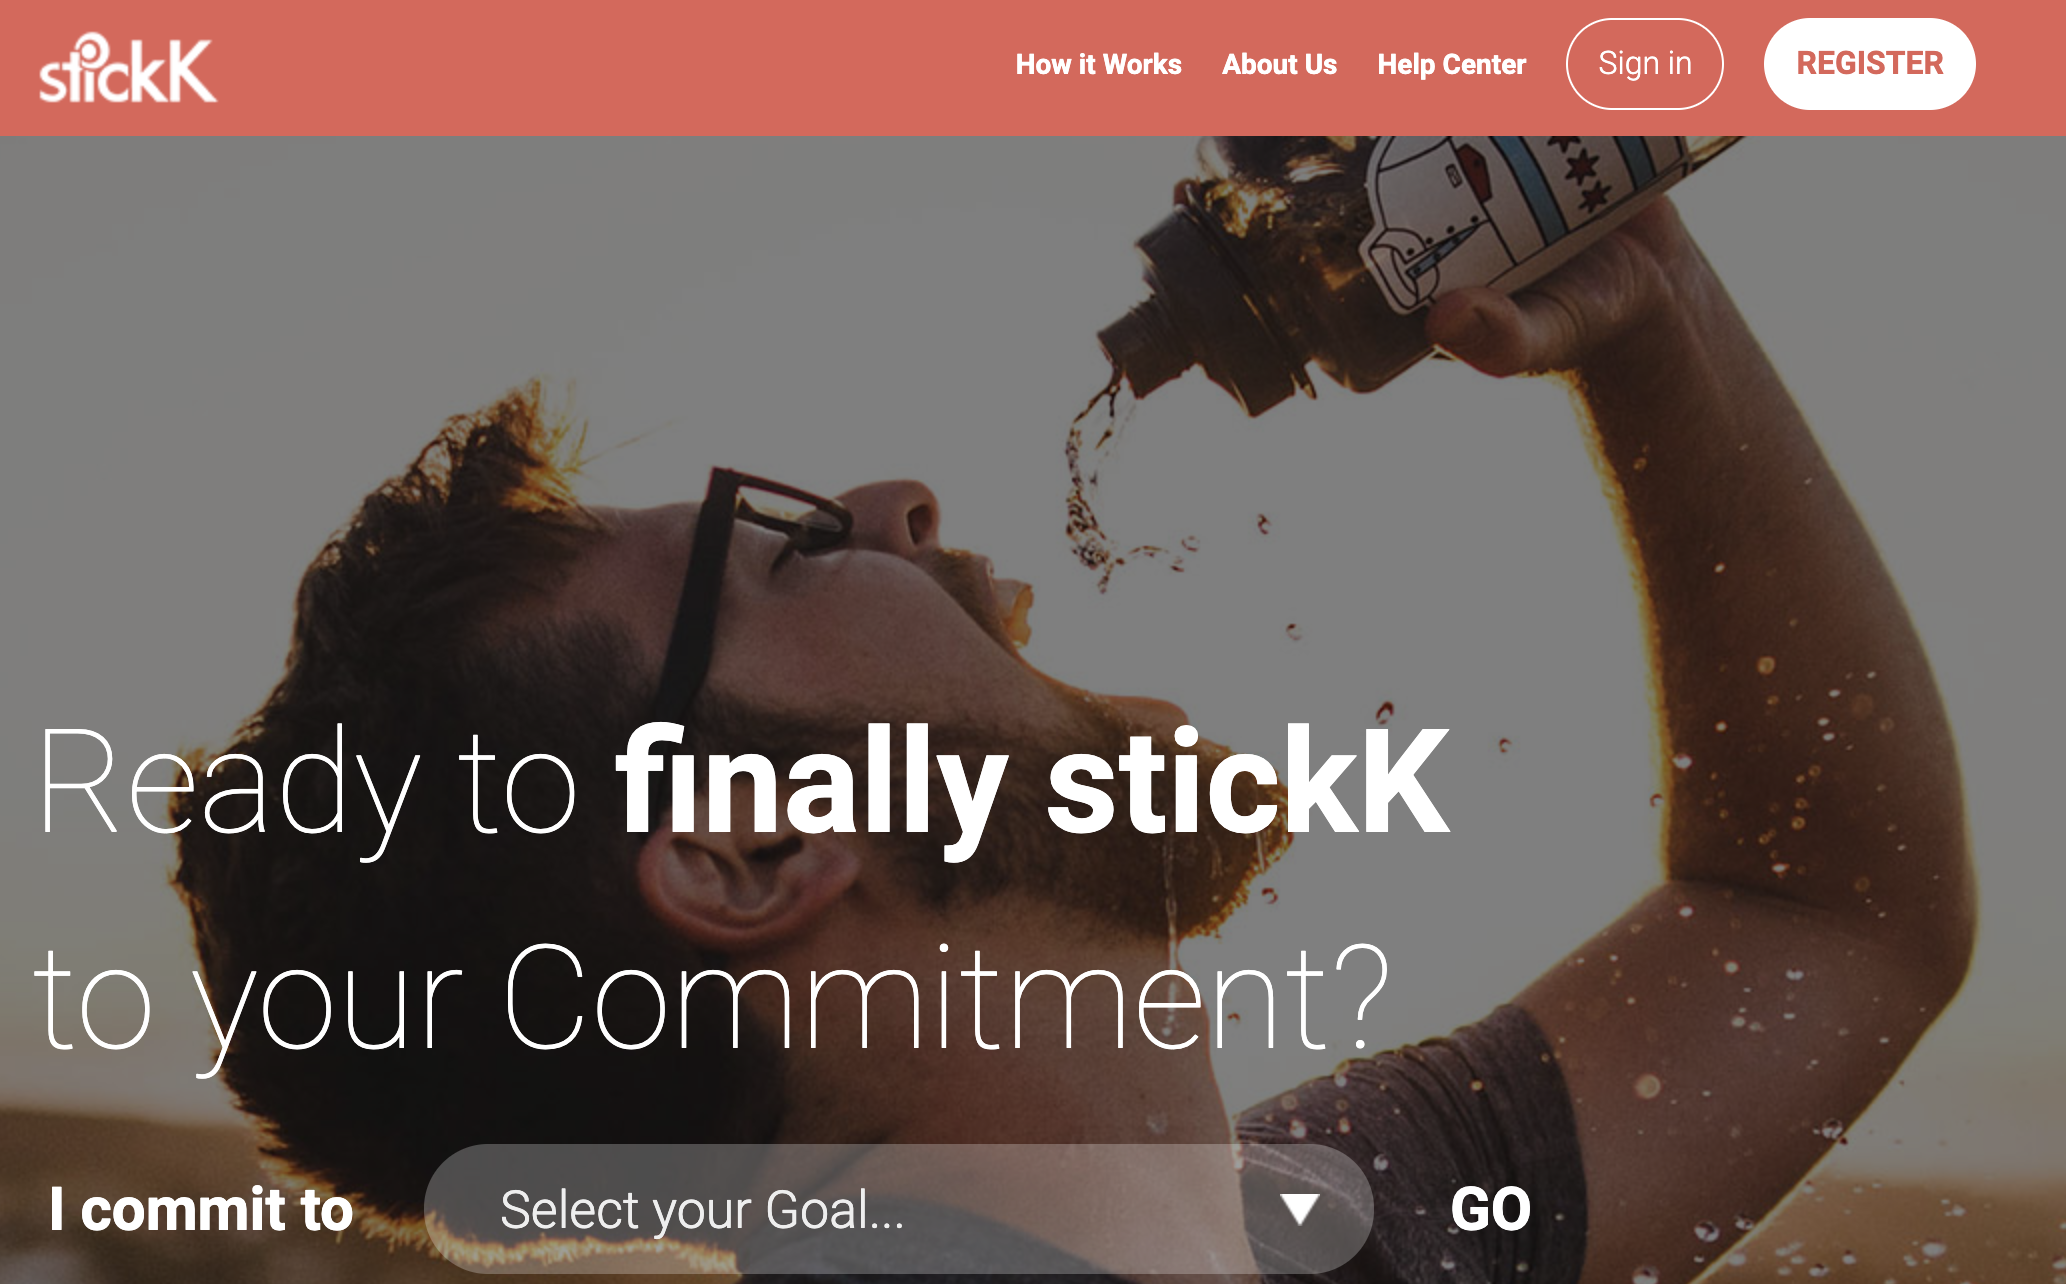 stickK
How it Works
About Us
Help Center
Sign in
REGISTER
Ready to finally stickK
to your Commitment?
I commit to
Select your Goal...
GO